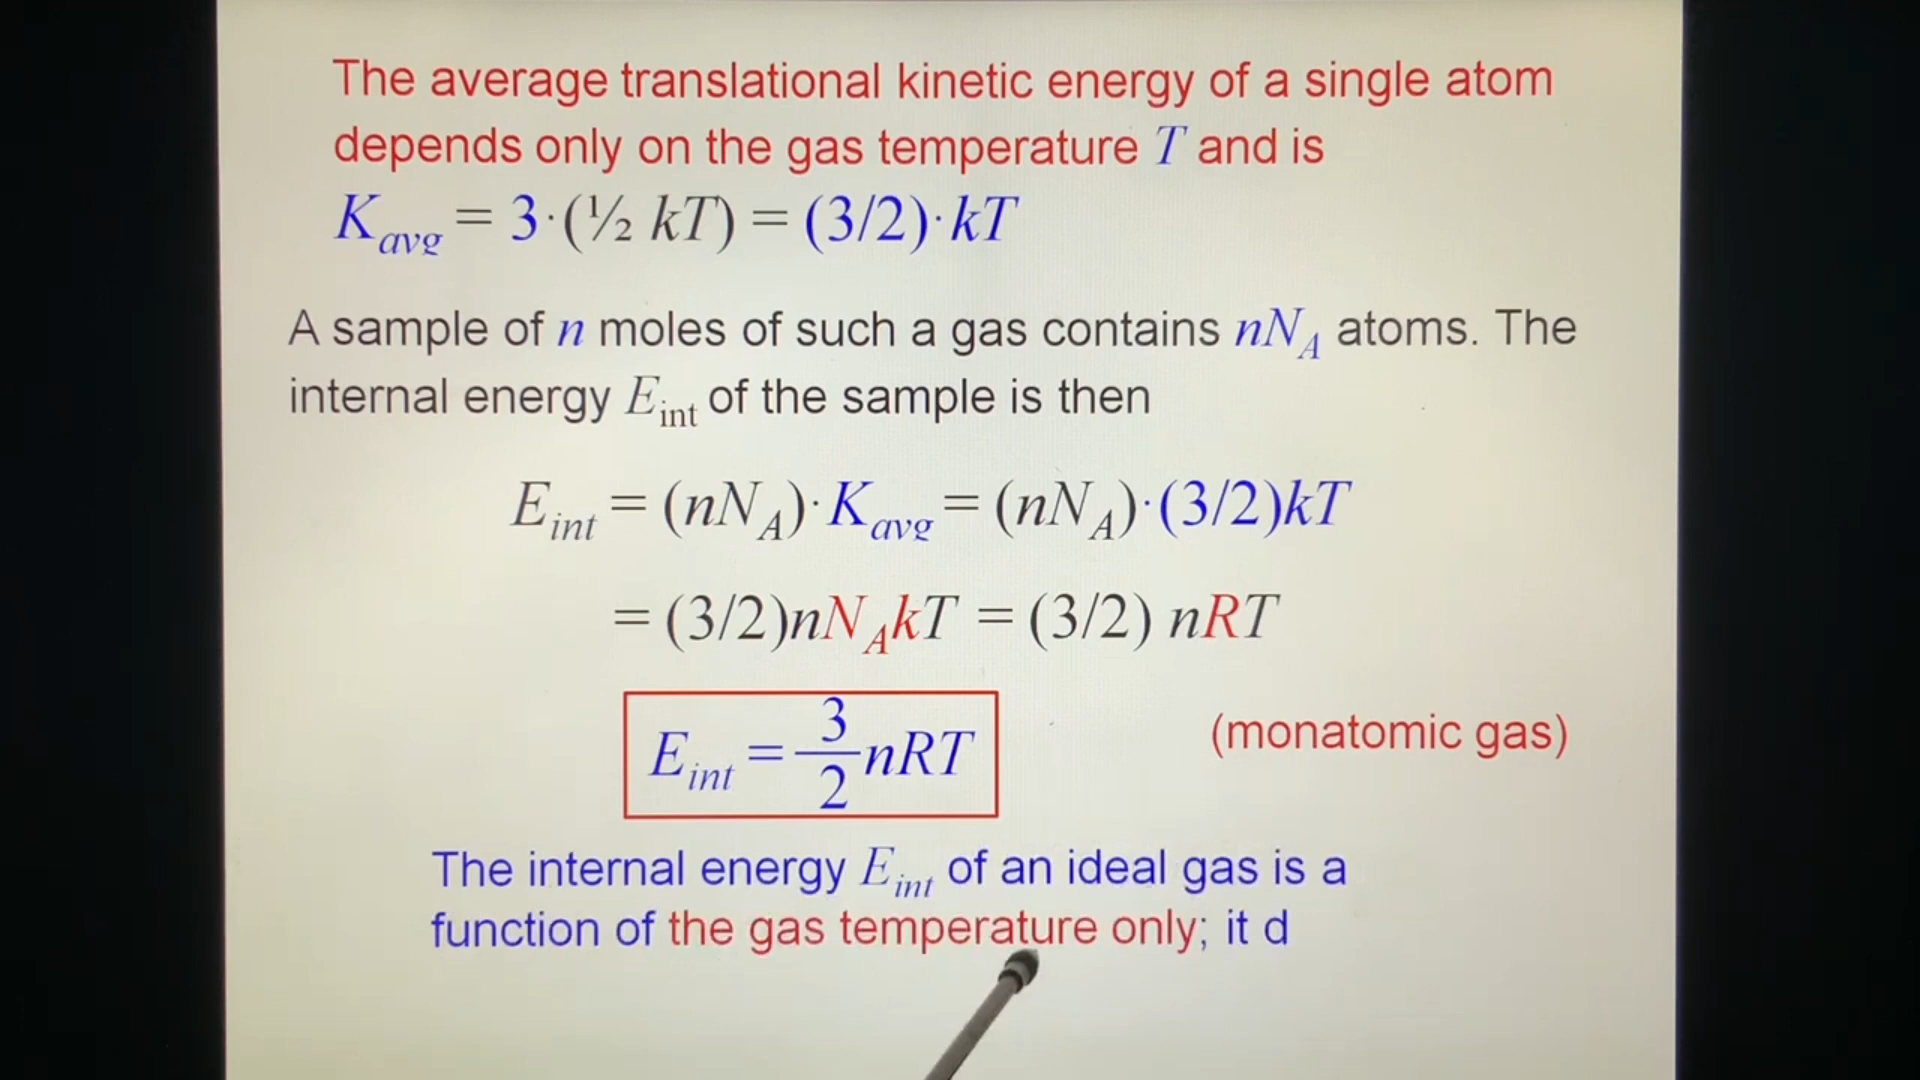 The average translational kinetic energy of a single atom
depends only on the gas temperature T and is
K_avg = 3·(½ kT) = (3/2)·kT
A sample of n moles of such a gas contains nN_A atoms. The
internal energy E_int of the sample is then
E_int = (nN_A)·K_avg = (nN_A)·(3/2)kT
= (3/2)nN_AkT = (3/2) nRT
E_int = 3/2 nRT (monatomic gas)
The internal energy E_int of an ideal gas is a
function of the gas temperature only; it d